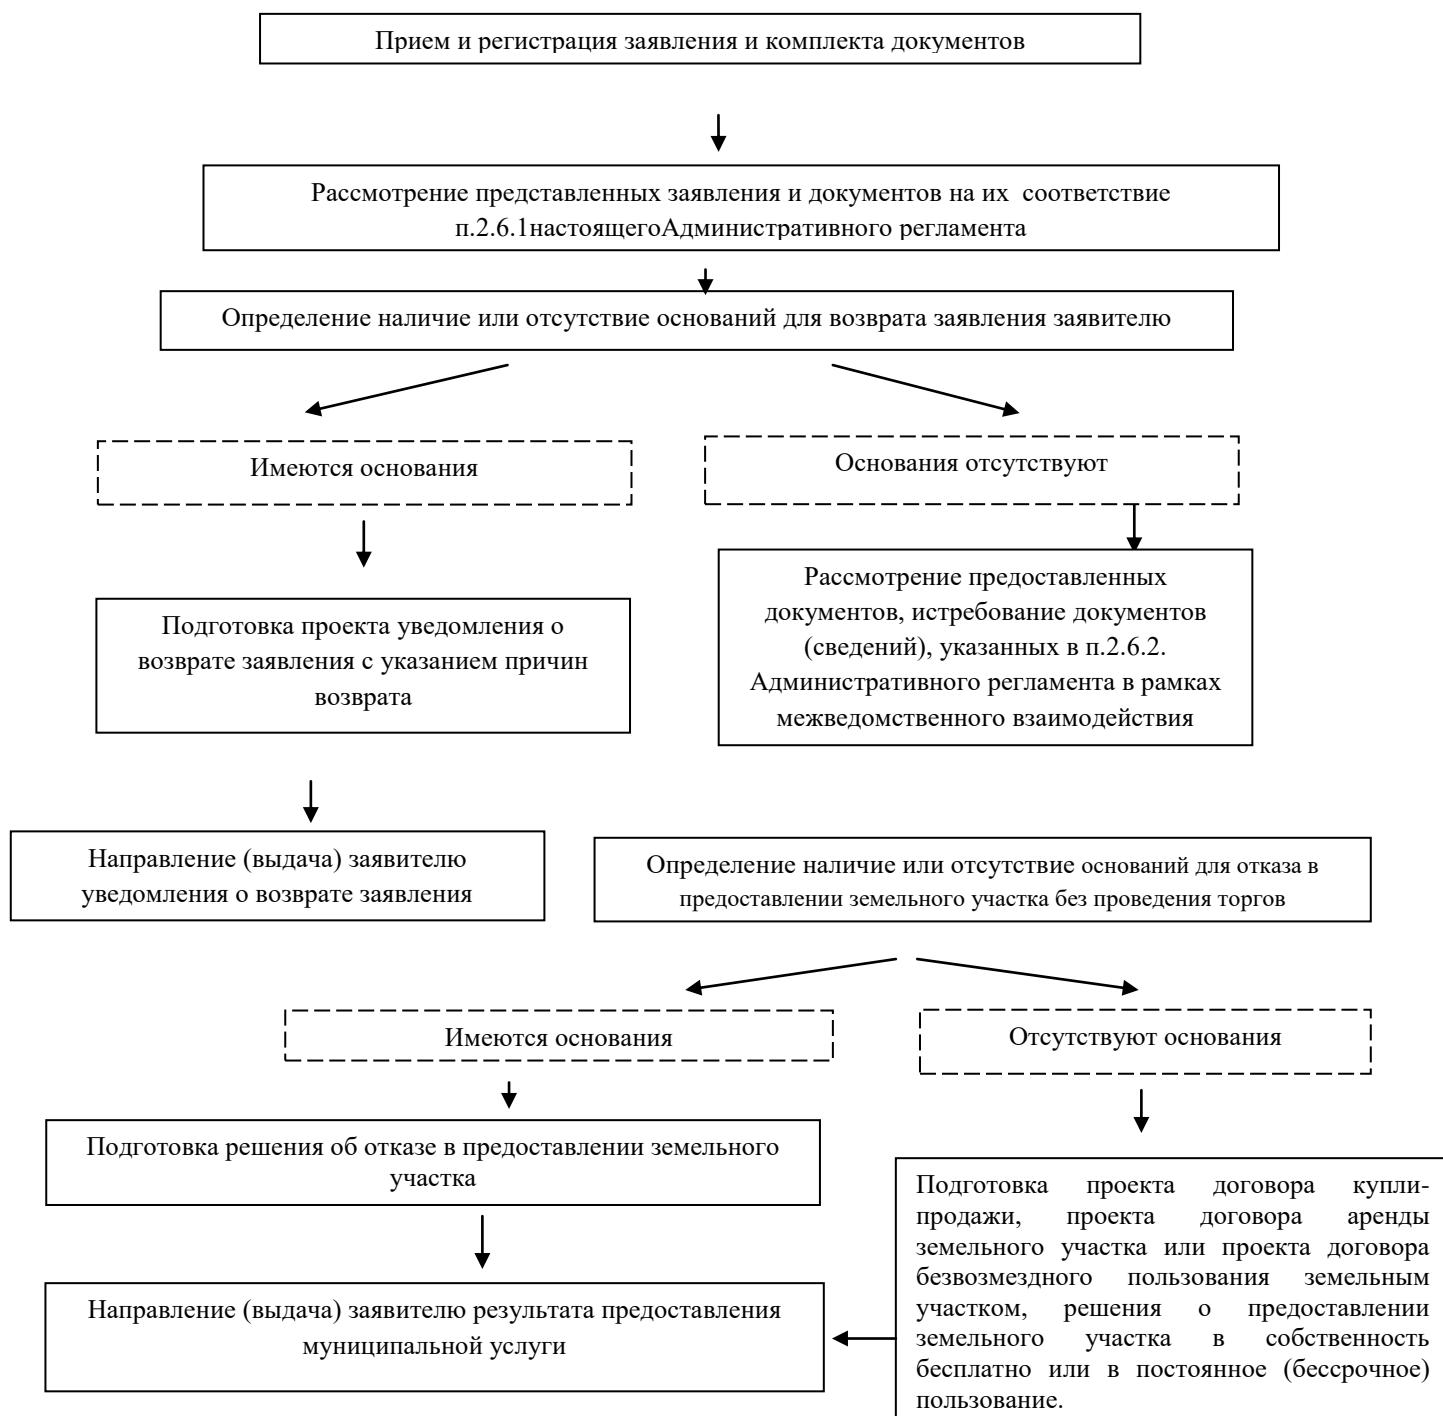 Прием и регистрация заявления и комплекта документов
Рассмотрение представленных заявления и документов на их соответствие
п.2.6.1настоящегоАдминистративного регламента
Определение наличие или отсутствие оснований для возврата заявления заявителю
Имеются основания
Основания отсутствуют
Подготовка проекта уведомления о
возврате заявления с указанием причин
возврата
Рассмотрение предоставленных
документов, истребование документов
(сведений), указанных в п.2.6.2.
Административного регламента в рамках
межведомственного взаимодействия
Направление (выдача) заявителю
уведомления о возврате заявления
Определение наличие или отсутствие оснований для отказа в
предоставлении земельного участка без проведения торгов
Имеются основания
Отсутствуют основания
Подготовка решения об отказе в предоставлении земельного
участка
Направление (выдача) заявителю результата предоставления
муниципальной услуги
Подготовка проекта договора купли-
продажи, проекта договора аренды
земельного участка или проекта договора
безвозмездного пользования земельным
участком, решения о предоставлении
земельного участка в собственность
бесплатно или в постоянное (бессрочное)
пользование.